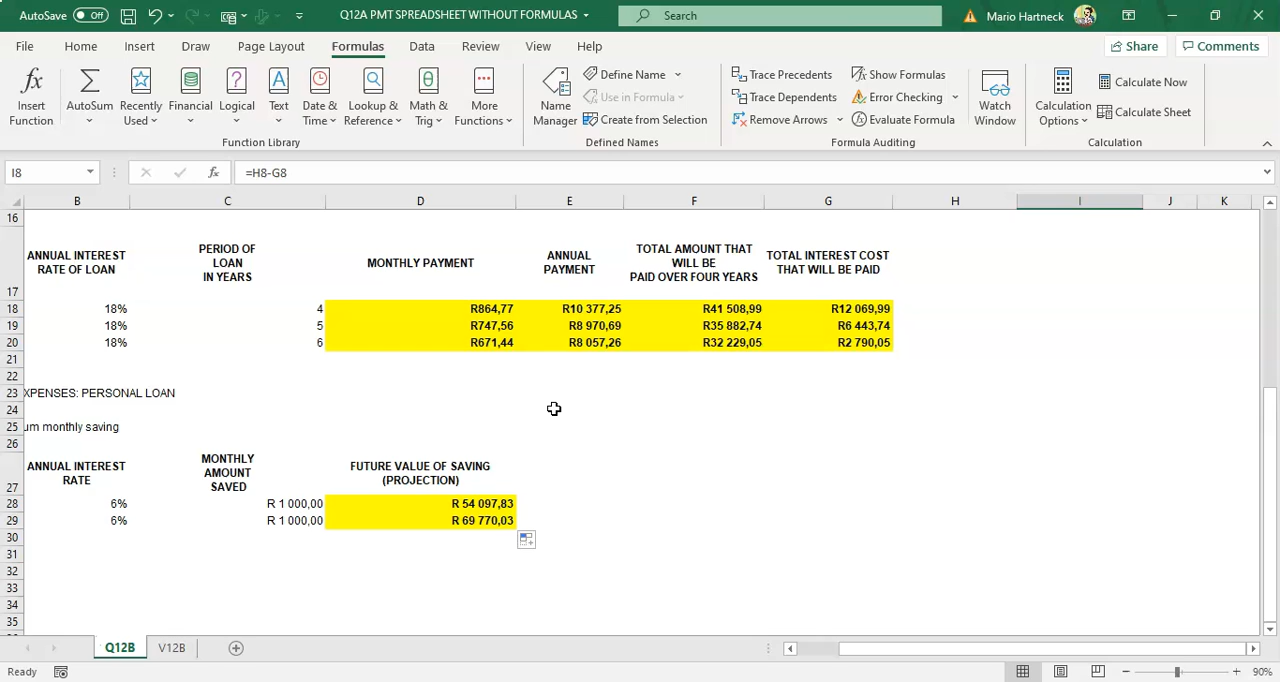 AutoSave Off Q12A PMT SPREADSHEET WITHOUT FORMULAS Search Mario Hartneck
File Home Insert Draw Page Layout Formulas Data Review View Help Share Comments
Insert Function
AutoSum
Recently Used
Financial
Logical
Text
Date & Time
Lookup & Reference
Math & Trig
More Functions
Function Library
Name Manager
Define Name
Use in Formula
Create from Selection
Defined Names
Trace Precedents
Trace Dependents
Remove Arrows
Show Formulas
Error Checking
Evaluate Formula
Formula Auditing
Watch Window
Calculation Options
Calculate Now
Calculate Sheet
Calculation
I8 fx =H8-G8
B C D E F G H I J K
16
17
ANNUAL INTEREST
RATE OF LOAN
PERIOD OF
LOAN
IN YEARS
MONTHLY PAYMENT
ANNUAL
PAYMENT
TOTAL AMOUNT THAT
WILL BE
PAID OVER FOUR YEARS
TOTAL INTEREST COST
THAT WILL BE PAID
18 18% 4 R864,77 R10 377,25 R41 508,99 R12 069,99
19 18% 5 R747,56 R8 970,69 R35 882,74 R6 443,74
20 18% 6 R671,44 R8 057,26 R32 229,05 R2 790,05
21
22
23 XPENSES: PERSONAL LOAN
24
25 um monthly saving
26
27
ANNUAL INTEREST
RATE
MONTHLY
AMOUNT
SAVED
FUTURE VALUE OF SAVING
(PROJECTION)
28 6% R 1 000,00 R 54 097,83
29 6% R 1 000,00 R 69 770,03
30
31
32
33
34
35
Q12B V12B
Ready 90%